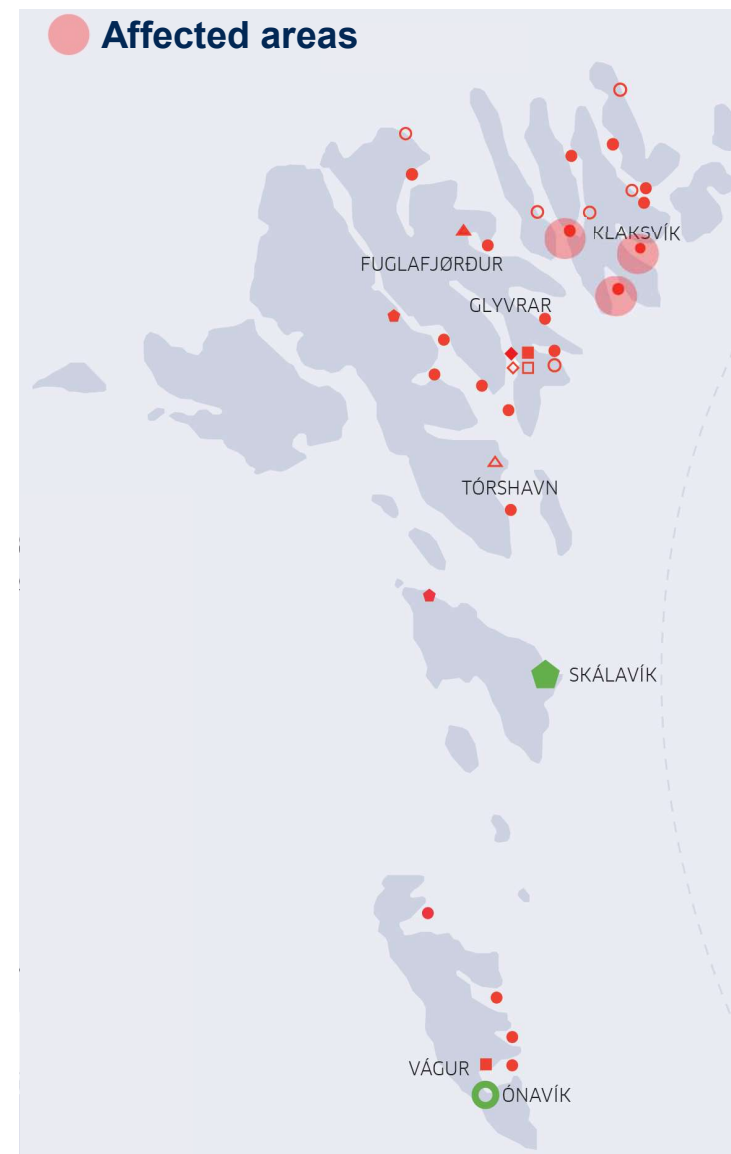 Affected areas
KLAKSVÍK
FUGLAFJØRÐUR
GLYVRAR
TÓRSHAVN
SKÁLAVÍK
VÁGUR
ÓNAVÍK